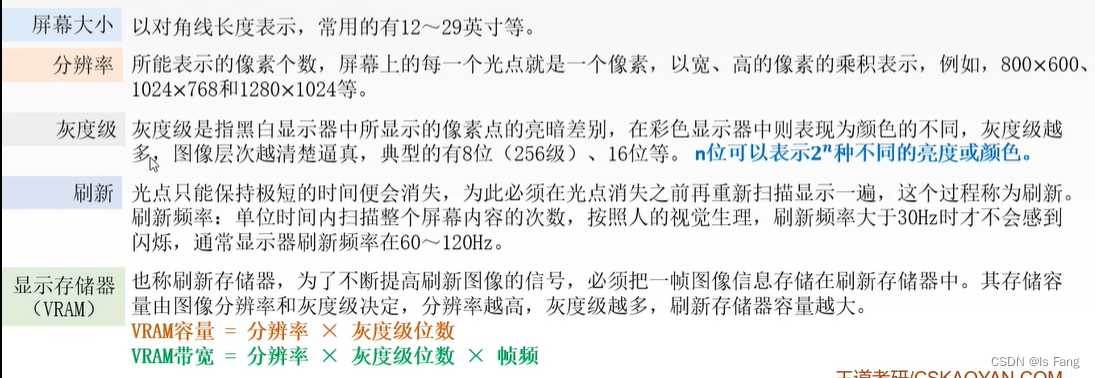 屏幕大小 以对角线长度表示，常用的有12～29英寸等。
分辨率 所能表示的像素个数，屏幕上的每一个光点就是一个像素，以宽、高的像素的乘积表示，例如，800×600、
1024×768和1280×1024等。
灰度级 灰度级是指黑白显示器中所显示的像素点的亮暗差别，在彩色显示器中则表现为颜色的不同，灰度级越
多，图像层次越清楚逼真，典型的有8位（256级）、16位等。 n位可以表示2ⁿ种不同的亮度或颜色。
刷新 光点只能保持极短的时间便会消失，为此必须在光点消失之前再重新扫描显示一遍，这个过程称为刷新。
刷新频率：单位时间内扫描整个屏幕内容的次数，按照人的视觉生理，刷新频率大于30Hz时才不会感到
闪烁，通常显示器刷新频率在60～120Hz。
显示存储器
（VRAM）
也称刷新存储器，为了不断提高刷新图像的信号，必须把一帧图像信息存储在刷新存储器中。其存储容
量由图像分辨率和灰度级决定，分辨率越高，灰度级越多，刷新存储器容量越大。
VRAM容量 = 分辨率 × 灰度级位数
VRAM带宽 = 分辨率 × 灰度级位数 × 帧频
CSDN @Is Fang
王道考研/CSKAOYAN.COM